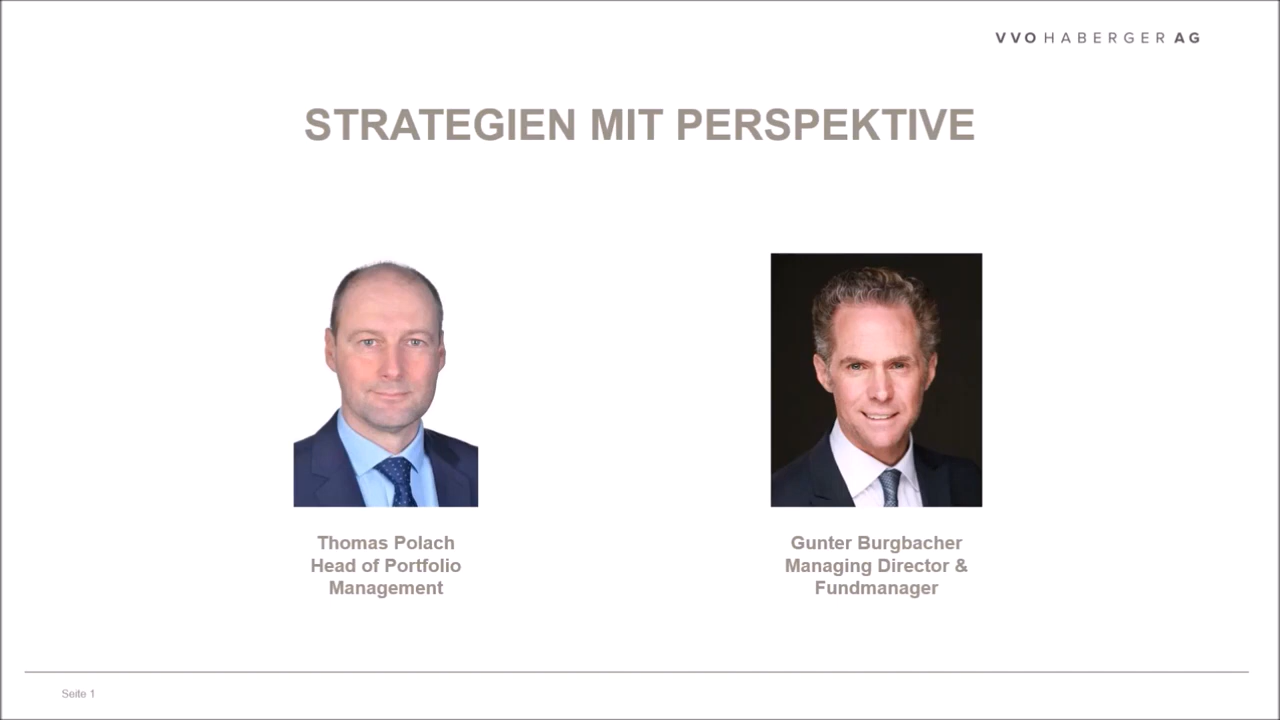 VVO HABERGER AG
STRATEGIEN MIT PERSPEKTIVE
Thomas Polach
Head of Portfolio
Management
Gunter Burgbacher
Managing Director &
Fundmanager
Seite 1